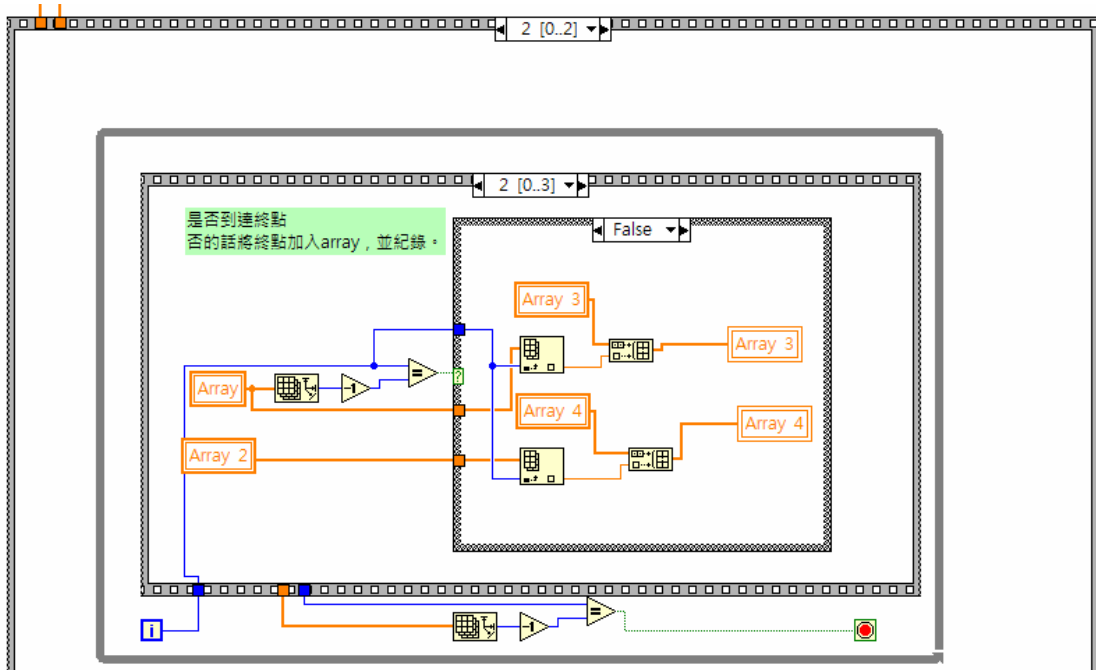 2 [0..2]
2 [0..3]
是否到達終點
否的話將終點加入array，並紀錄。
False
Array 3
Array 3
Array
-1
=
?
Array 4
Array 4
Array 2
i
-1
=